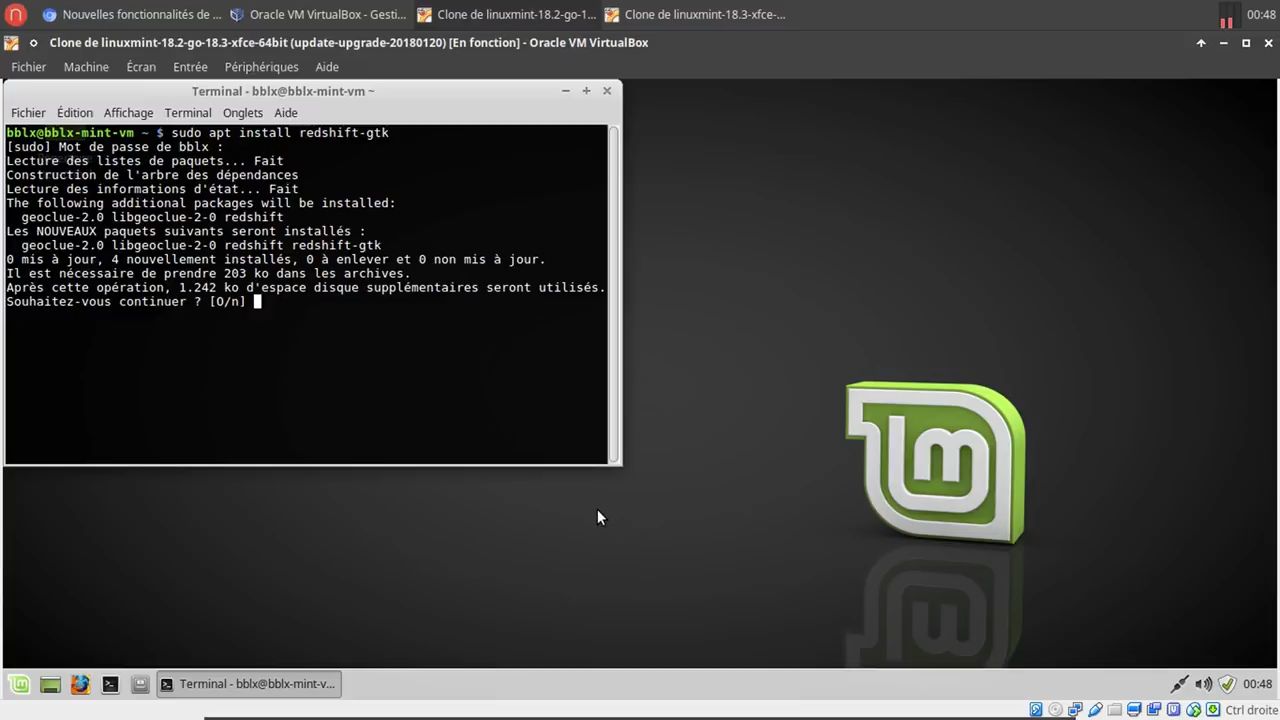 Nouvelles fonctionnalités de ...
Oracle VM VirtualBox - Gesti...
Clone de linuxmint-18.2-go-1...
Clone de linuxmint-18.3-xfce-...
00:48
Clone de linuxmint-18.2-go-18.3-xfce-64bit (update-upgrade-20180120) [En fonction] - Oracle VM VirtualBox
Fichier Machine Écran Entrée Périphériques Aide
Terminal - bblx@bblx-mint-vm ~
Fichier Édition Affichage Terminal Onglets Aide
bblx@bblx-mint-vm ~ $ sudo apt install redshift-gtk
[sudo] Mot de passe de bblx :
Lecture des listes de paquets... Fait
Construction de l'arbre des dépendances
Lecture des informations d'état... Fait
The following additional packages will be installed:
geoclue-2.0 libgeoclue-2-0 redshift
Les NOUVEAUX paquets suivants seront installés :
geoclue-2.0 libgeoclue-2-0 redshift redshift-gtk
0 mis à jour, 4 nouvellement installés, 0 à enlever et 0 non mis à jour.
Il est nécessaire de prendre 203 ko dans les archives.
Après cette opération, 1.242 ko d'espace disque supplémentaires seront utilisés.
Souhaitez-vous continuer ? [O/n]
Terminal - bblx@bblx-mint-v...
00:48
Ctrl droite